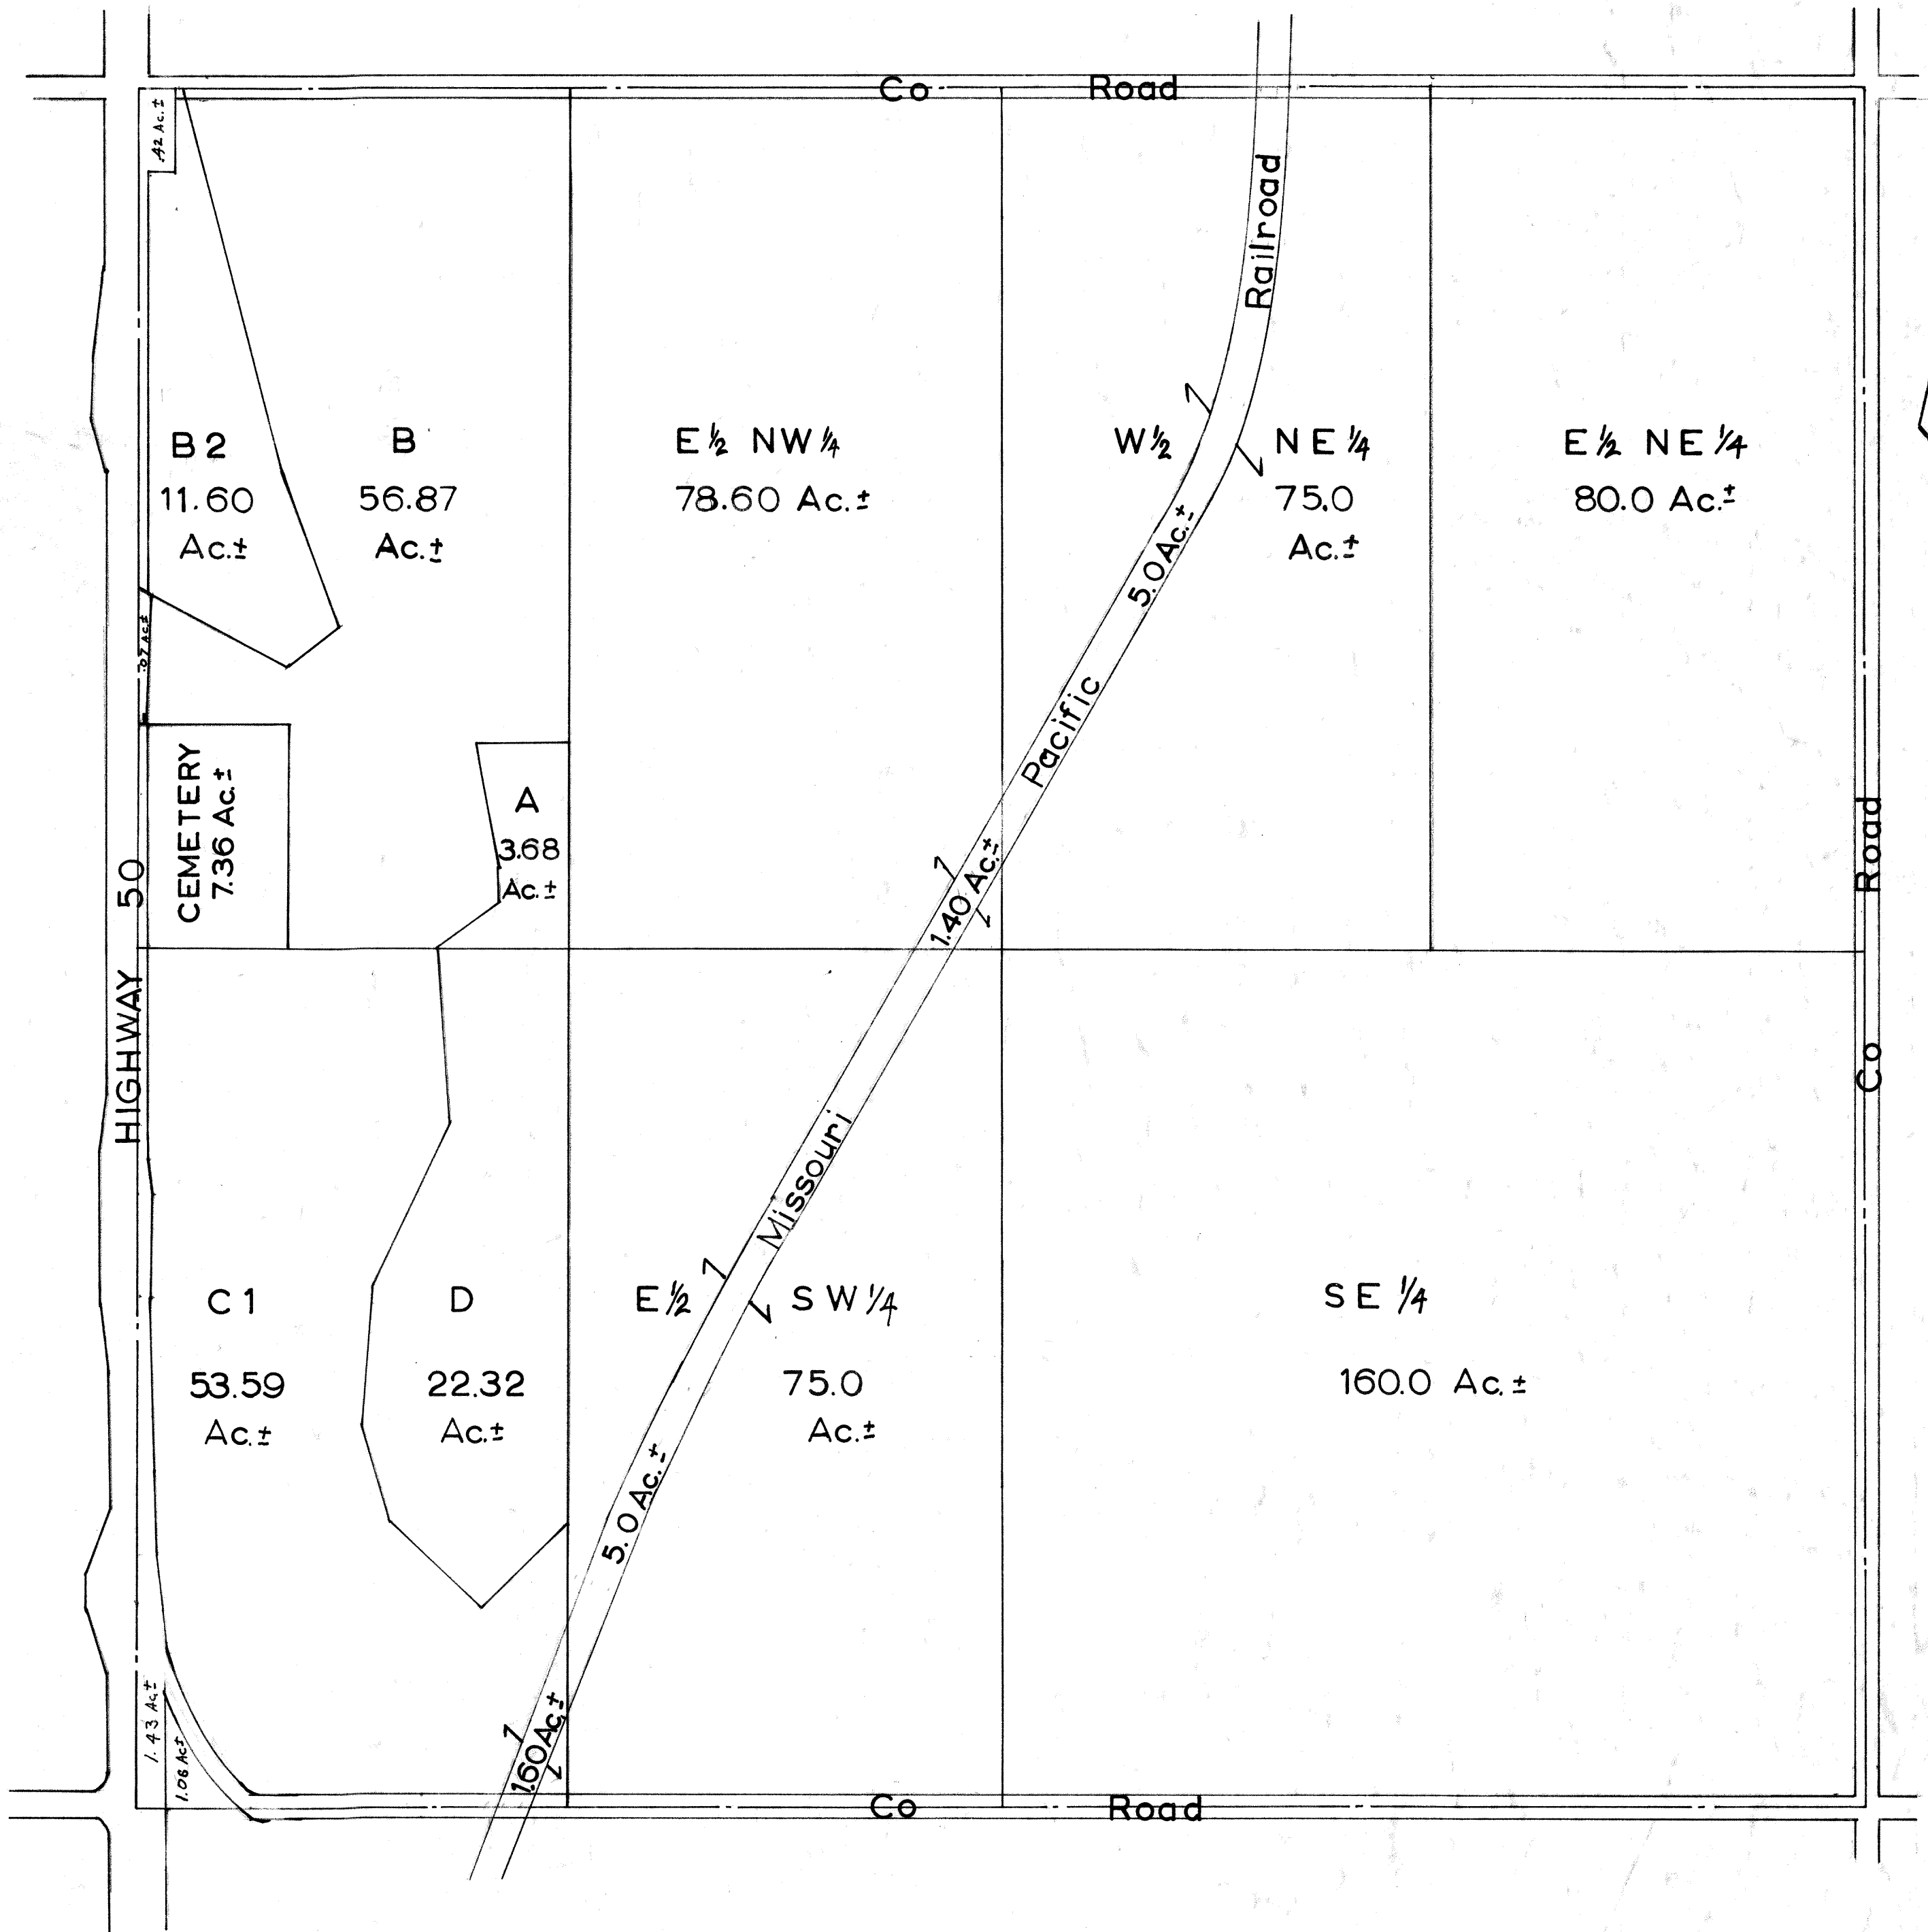 Co Road
.42 Ac.±
Railroad
B2
11.60
Ac.±
B
56.87
Ac.±
E½ NW¼
78.60 Ac.±
W½ NE¼
75.0
Ac.±
E½ NE¼
80.0 Ac.±
5.0 Ac.±
.07 Ac.±
Pacific
CEMETERY
7.36 Ac.±
A
3.68
Ac.±
1.40 Ac.±
Co Road
HIGHWAY 50
Missouri
C1
53.59
Ac.±
D
22.32
Ac.±
E½ SW¼
75.0
Ac.±
SE ¼
160.0 Ac.±
5.0 Ac.±
1.43 Ac.±
1.08 Ac±
1.60 Ac.±
Co Road